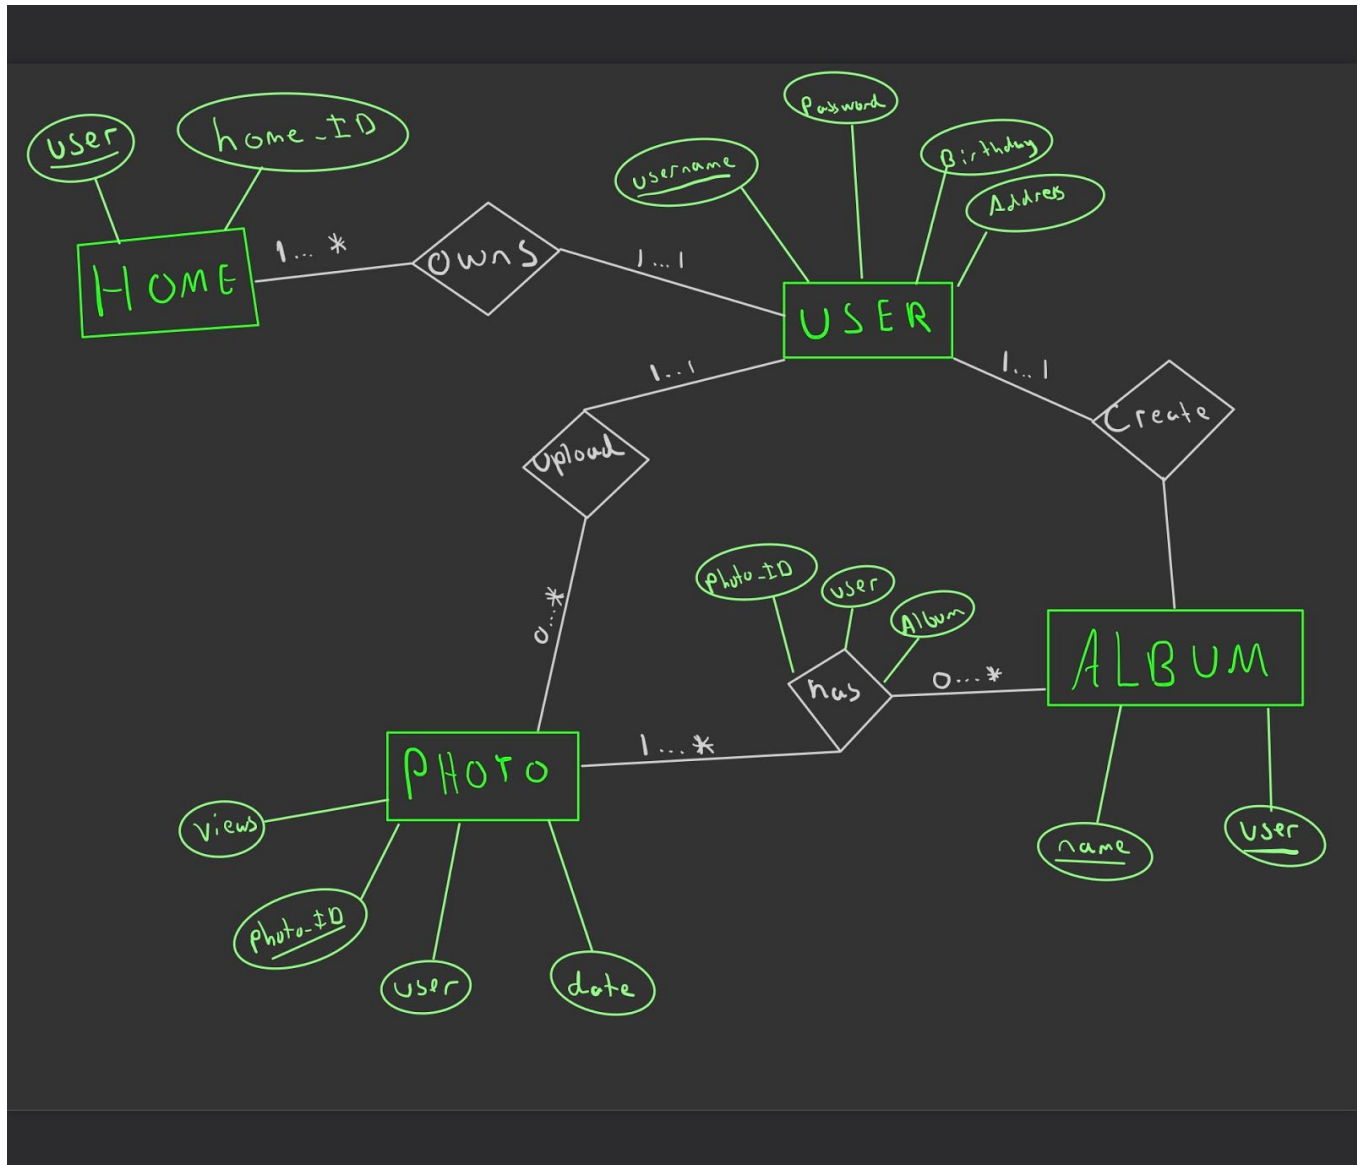 Password
user
home_ID
username
Birthday
Address
HOME
1...*
owns
1...1
USER
1...1
1...1
upload
Create
photo_ID
user
Album
0...*
has
0...*
ALBUM
1...*
PHOTO
views
name
user
photo_ID
user
date